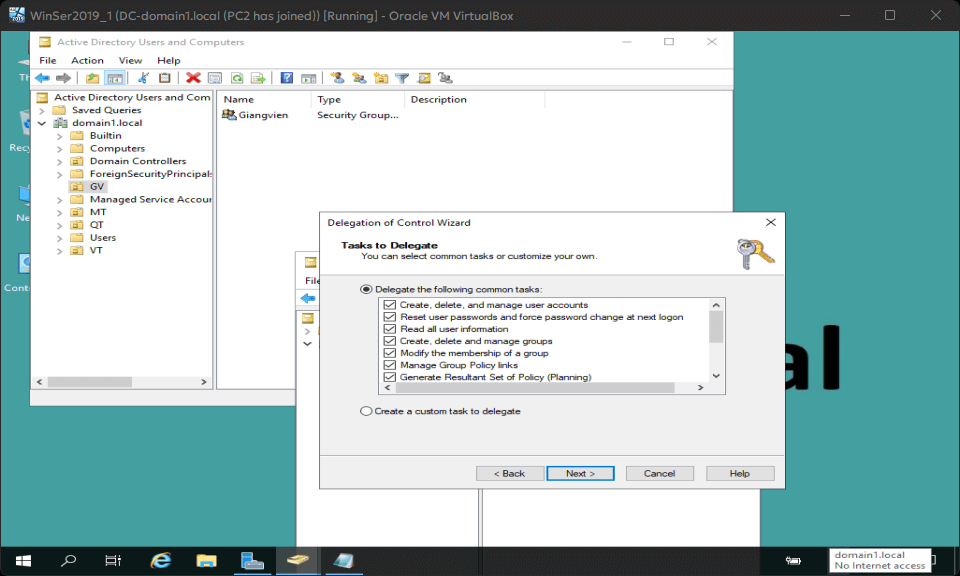 WinSer2019_1 (DC-domain1.local (PC2 has joined)) [Running] - Oracle VM VirtualBox
Active Directory Users and Computers
File Action View Help
Active Directory Users and Com
Saved Queries
domain1.local
Builtin
Computers
Domain Controllers
ForeignSecurityPrincipals
GV
Managed Service Accour
MT
QT
Users
VT
Name Type Description
Giangvien Security Group...
Th
Recy
Ne
Cont
File
al
Delegation of Control Wizard
Tasks to Delegate
You can select common tasks or customize your own.
Delegate the following common tasks:
Create, delete, and manage user accounts
Reset user passwords and force password change at next logon
Read all user information
Create, delete and manage groups
Modify the membership of a group
Manage Group Policy links
Generate Resultant Set of Policy (Planning)
Create a custom task to delegate
< Back Next > Cancel Help
domain1.local
No Internet access